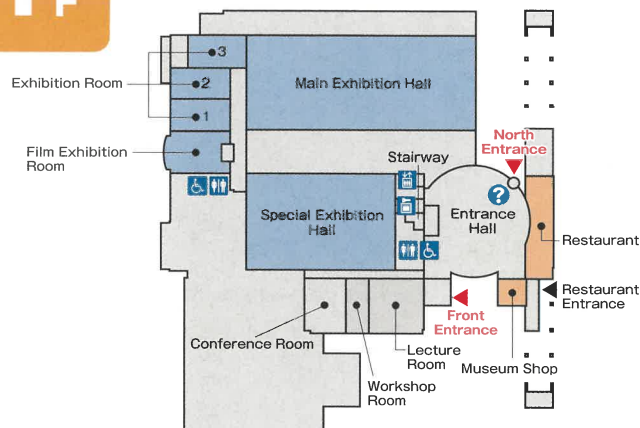 1F
3
Exhibition Room
2
Main Exhibition Hall
1
North
Entrance
Film Exhibition
Room
Stairway
?
Special Exhibition
Hall
Entrance
Hall
Restaurant
Restaurant
Entrance
Front
Entrance
Conference Room
Lecture
Room
Museum Shop
Workshop
Room